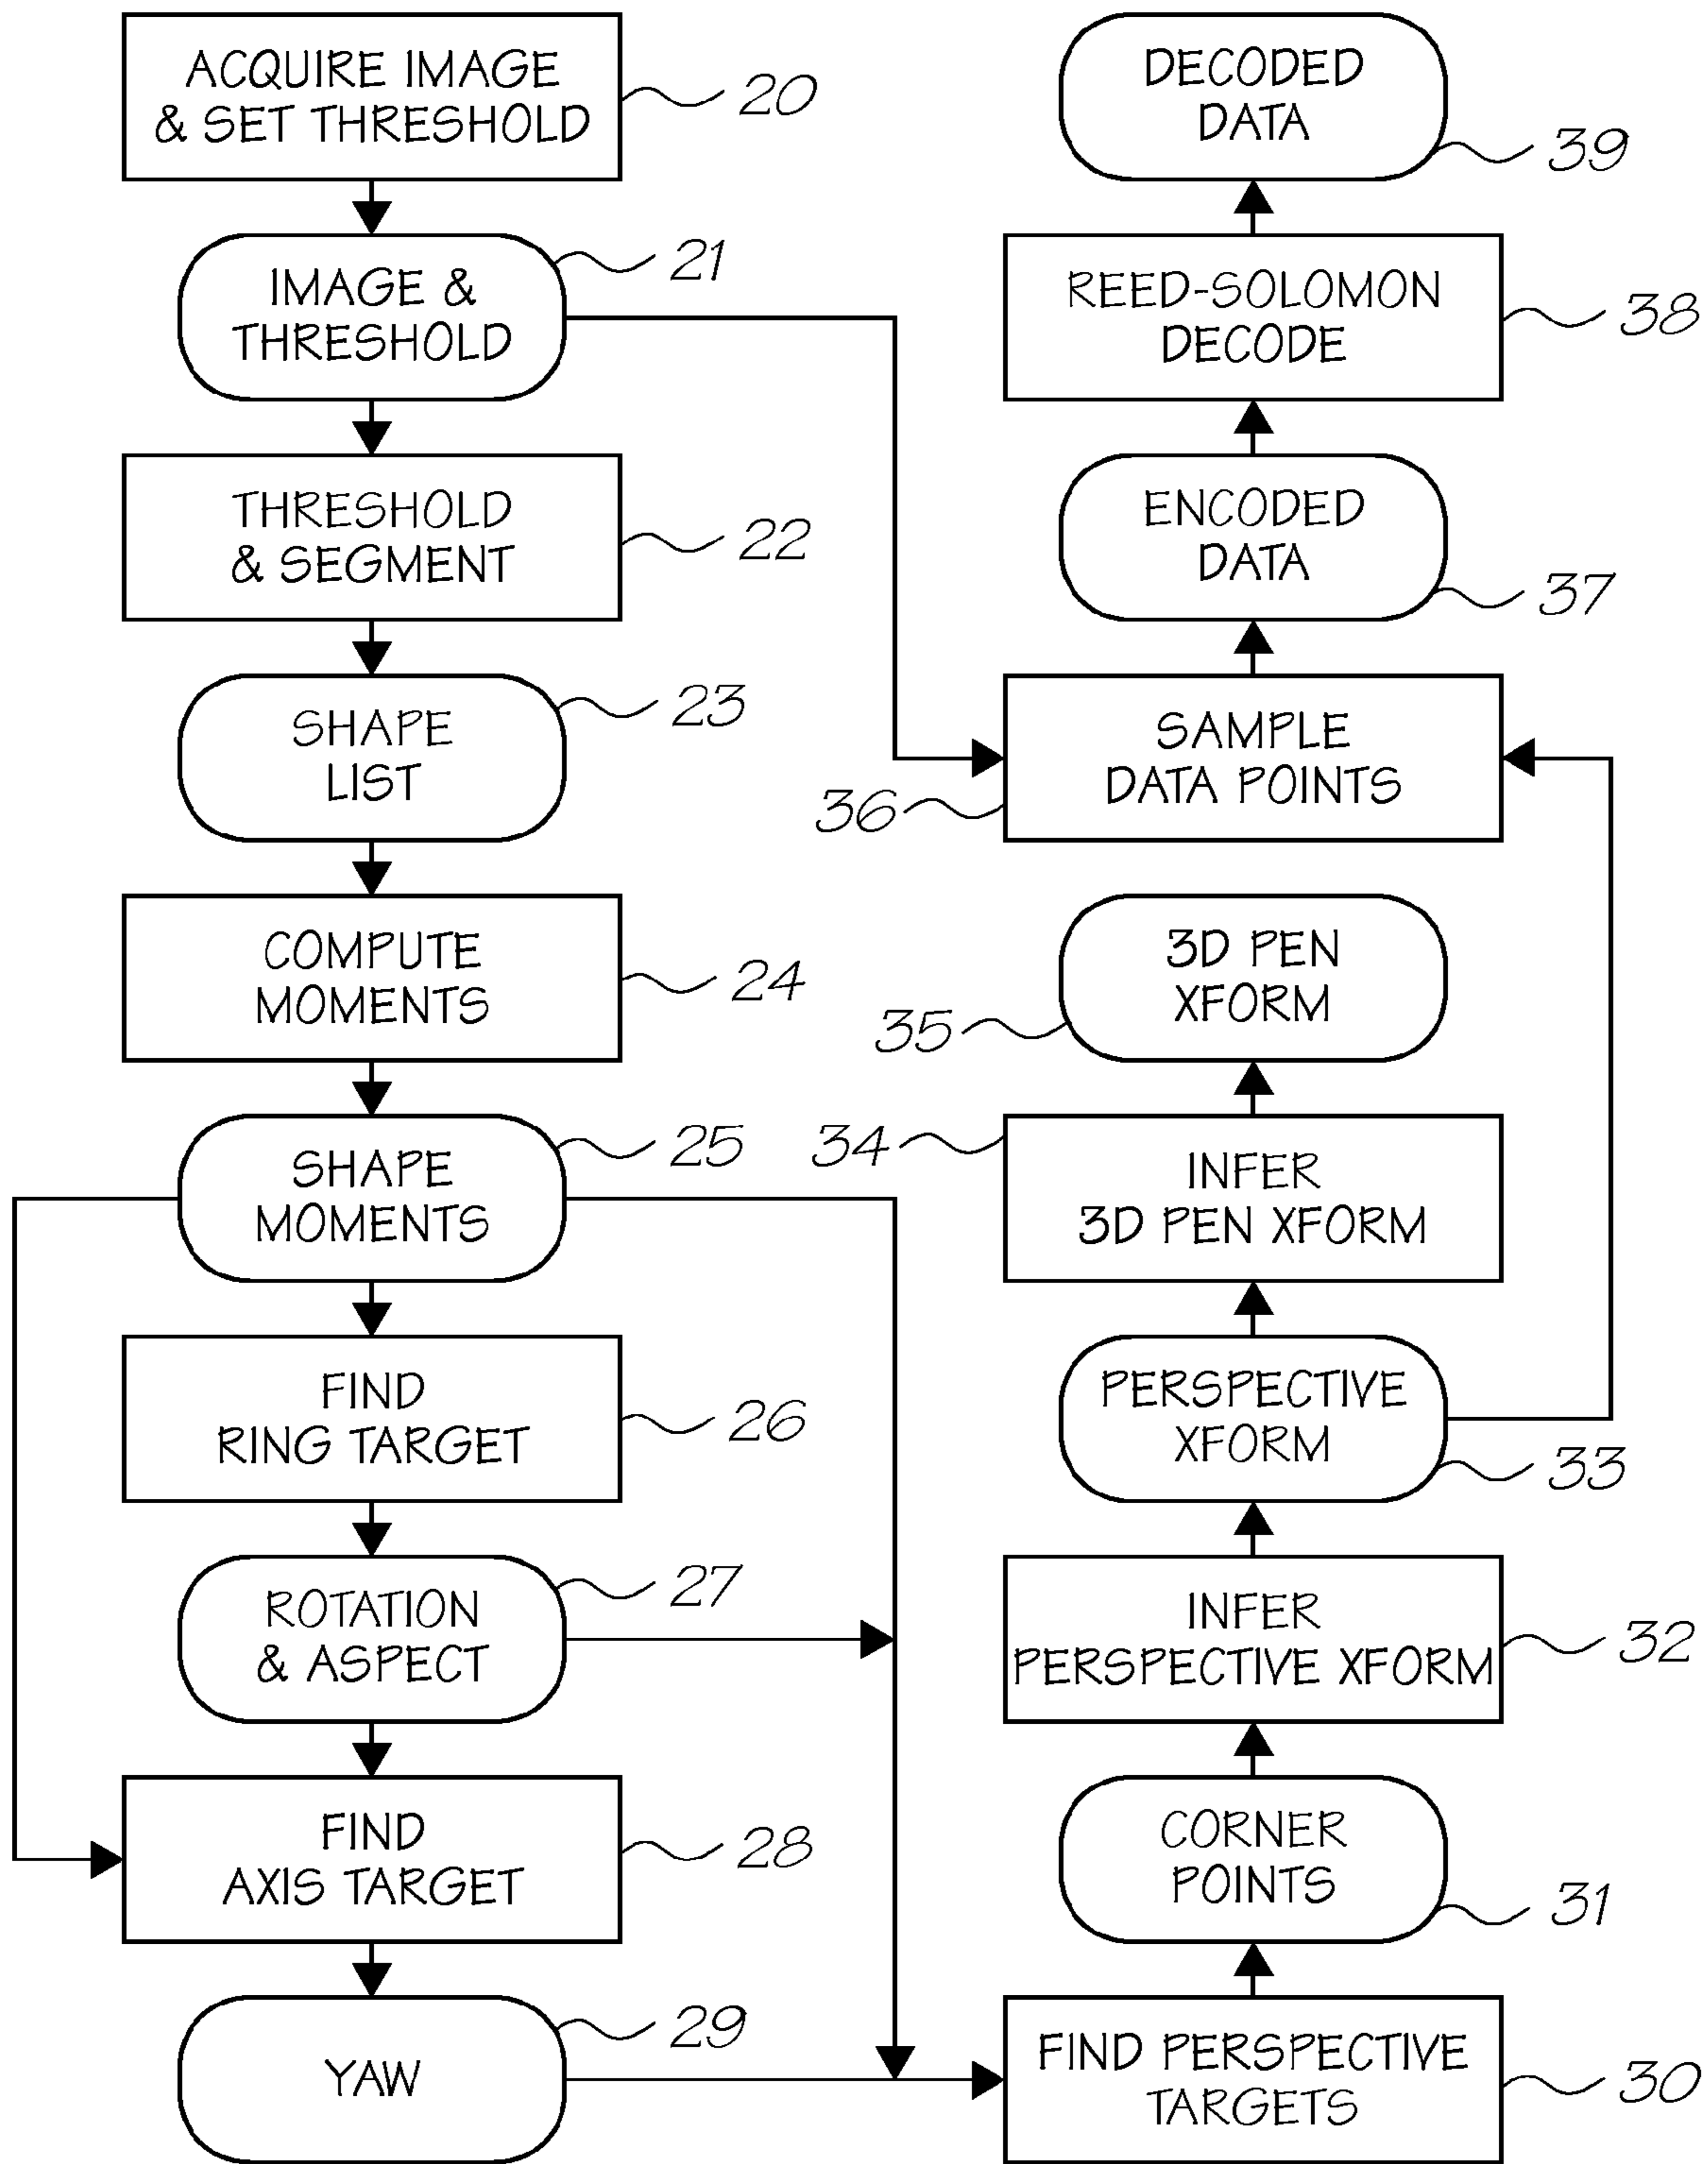 ACQUIRE IMAGE
& SET THRESHOLD
20
IMAGE &
THRESHOLD
21
THRESHOLD
& SEGMENT
22
SHAPE
LIST
23
COMPUTE
MOMENTS
24
SHAPE
MOMENTS
25
FIND
RING TARGET
26
ROTATION
& ASPECT
27
FIND
AXIS TARGET
28
YAW
29
DECODED
DATA
39
REED-SOLOMON
DECODE
38
ENCODED
DATA
37
SAMPLE
DATA POINTS
36
3D PEN
XFORM
35
INFER
3D PEN XFORM
34
PERSPECTIVE
XFORM
33
INFER
PERSPECTIVE XFORM
32
CORNER
POINTS
31
FIND PERSPECTIVE
TARGETS
30